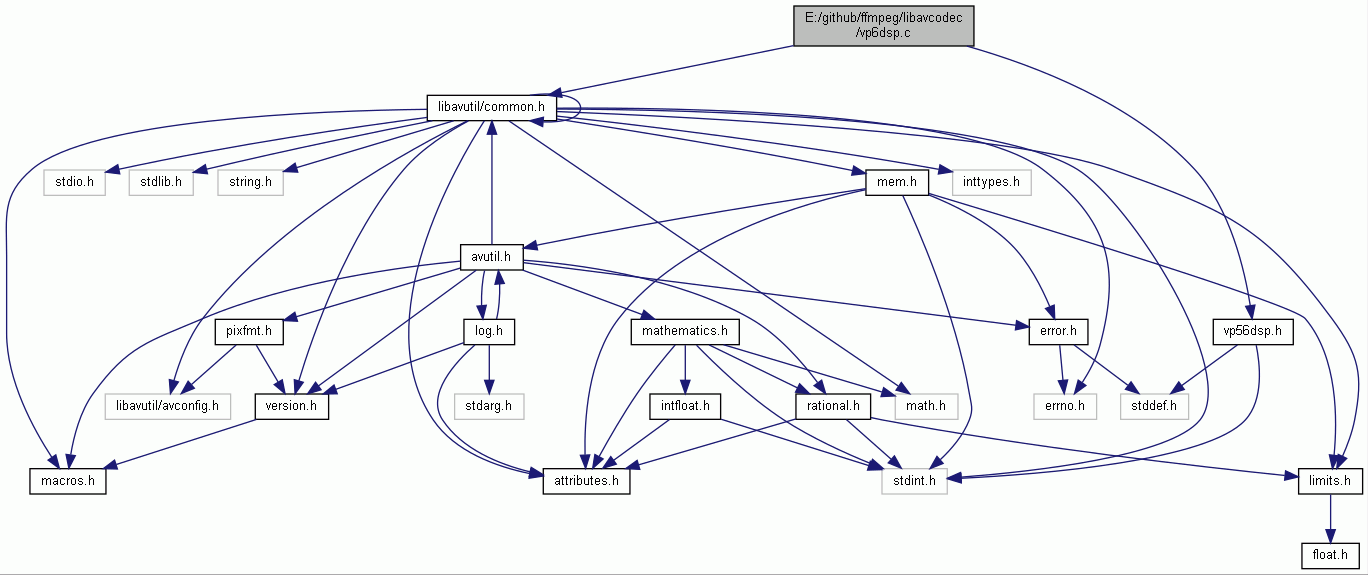 E:/github/ffmpeg/libavcodec
/vp6dsp.c
libavutil/common.h
stdio.h
stdlib.h
string.h
mem.h
inttypes.h
avutil.h
pixfmt.h
log.h
mathematics.h
error.h
vp56dsp.h
libavutil/avconfig.h
version.h
stdarg.h
intfloat.h
rational.h
math.h
errno.h
stddef.h
macros.h
attributes.h
stdint.h
limits.h
float.h